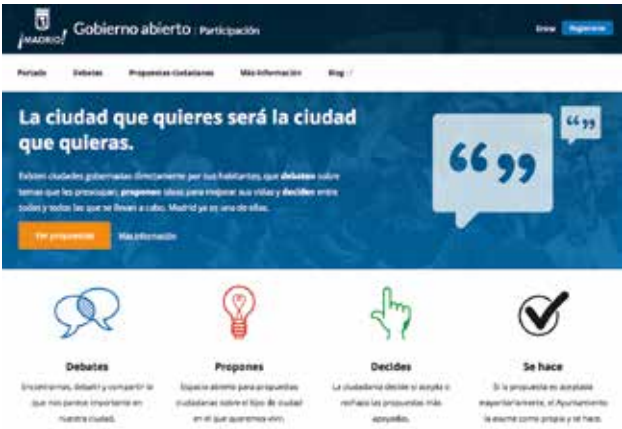 ¡MADRID! Gobierno abierto | Participación
Entrar Registrarse
Portada Debates Propuestas ciudadanas Más información Blog
La ciudad que quieres será la ciudad
que quieras.
Existen ciudades gobernadas directamente por sus habitantes, que debaten sobre
temas que les preocupan, proponen ideas para mejorar sus vidas y deciden entre
todas y todos las que se llevan a cabo. Madrid ya es una de ellas.
Ver propuestas Más información
Debates
Encontrarnos, debatir y compartir lo
que nos parece importante en
nuestra ciudad.
Propones
Espacio abierto para propuestas
ciudadanas sobre el tipo de ciudad
en el que queremos vivir.
Decides
La ciudadanía decide si acepta o
rechaza las propuestas más
apoyadas.
Se hace
Si la propuesta es aceptada
mayoritariamente, el Ayuntamiento
la asume como propia y se hace.